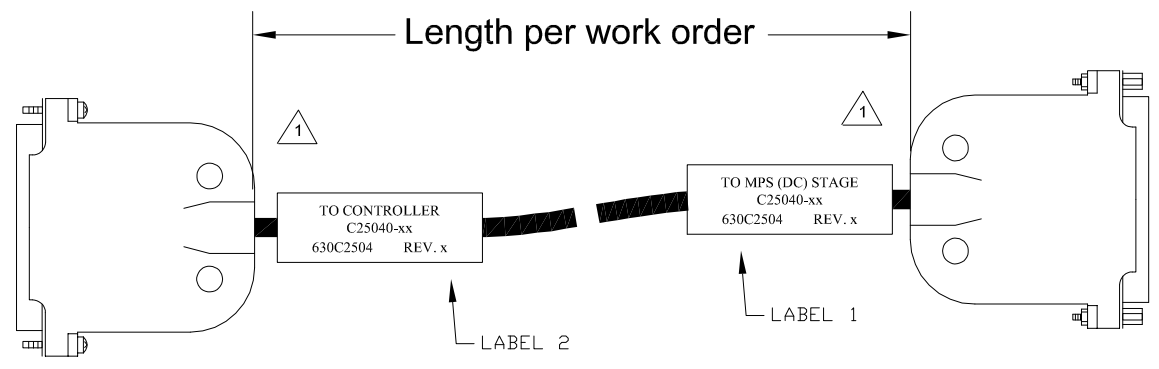 Length per work order
1
1
TO CONTROLLER
C25040-xx
630C2504 REV. x
TO MPS (DC) STAGE
C25040-xx
630C2504 REV. x
LABEL 1
LABEL 2